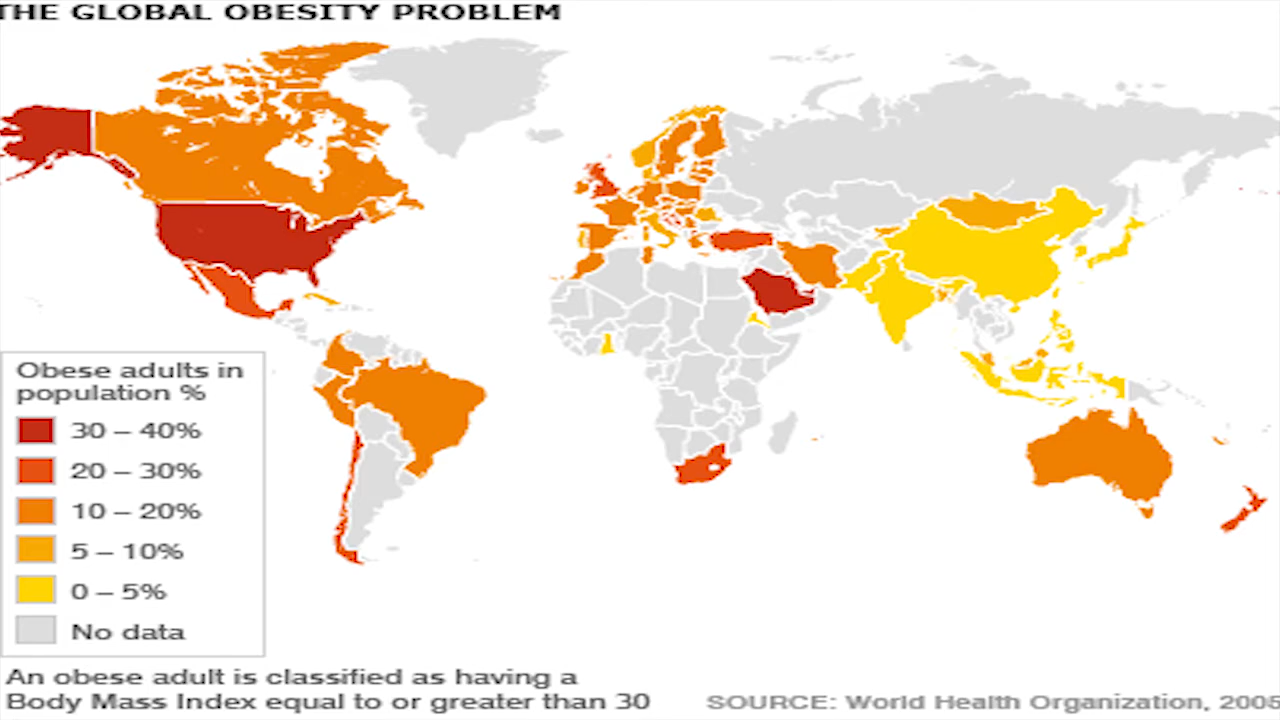 THE GLOBAL OBESITY PROBLEM
Obese adults in
population %
30 – 40%
20 – 30%
10 – 20%
5 – 10%
0 – 5%
No data
An obese adult is classified as having a
Body Mass Index equal to or greater than 30
SOURCE: World Health Organization, 2005